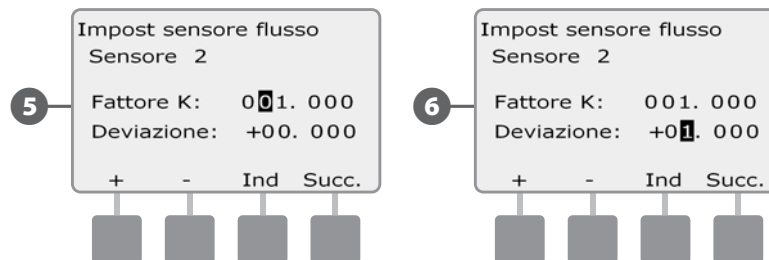 Impost sensore flusso
Sensore 2
5
Fattore K: 001. 000
Deviazione: +00. 000
+ - Ind Succ.
Impost sensore flusso
Sensore 2
6
Fattore K: 001. 000
Deviazione: +01. 000
+ - Ind Succ.